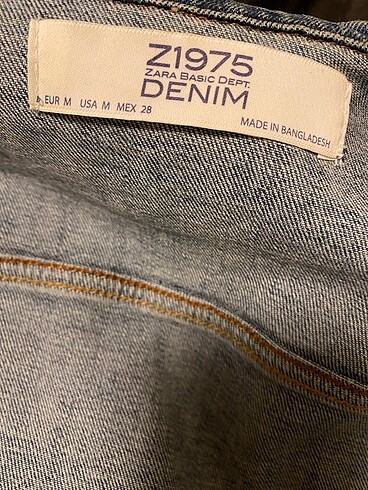 Z1975
ZARA BASIC DEPT.
DENIM
EUR M USA M MEX 28
MADE IN BANGLADESH